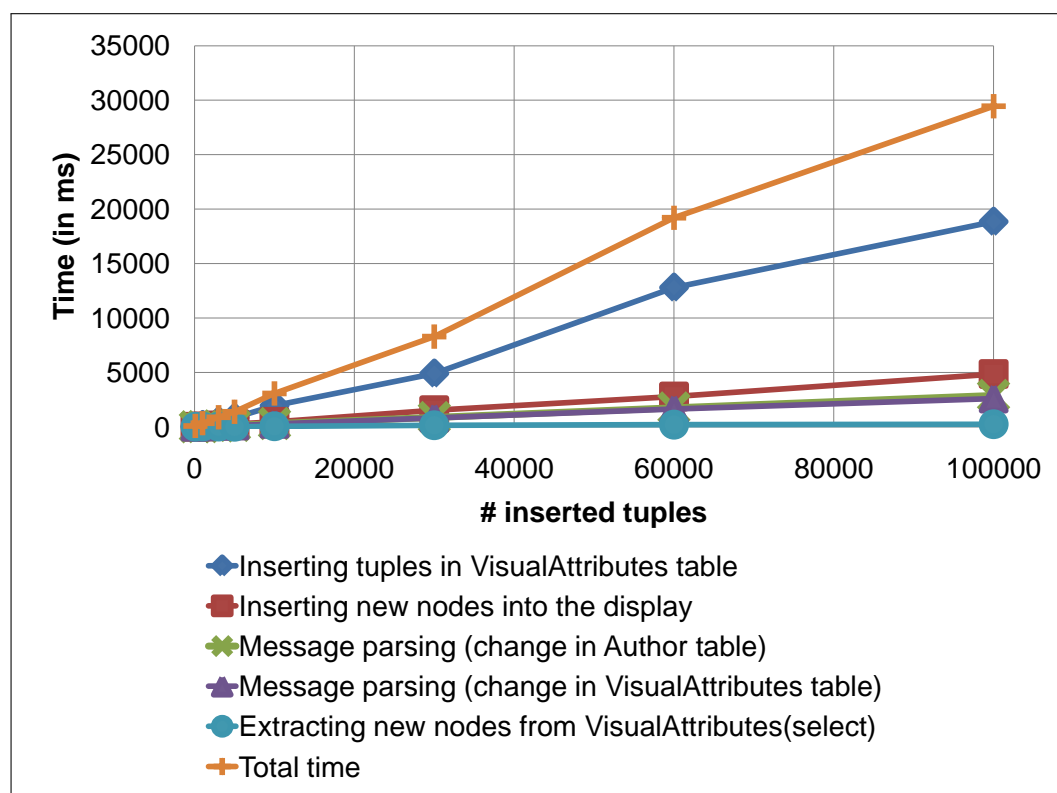 35000
30000
25000
20000
15000
10000
5000
0
Time (in ms)
0 20000 40000 60000 80000 100000
# inserted tuples
Inserting tuples in VisualAttributes table
Inserting new nodes into the display
Message parsing (change in Author table)
Message parsing (change in VisualAttributes table)
Extracting new nodes from VisualAttributes(select)
Total time